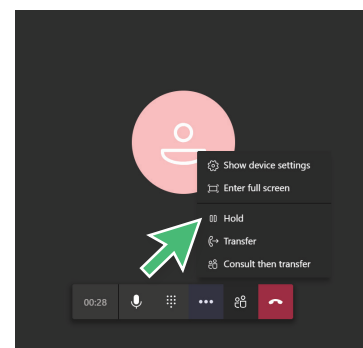 Show device settings
Enter full screen
Hold
Transfer
Consult then transfer
00:28